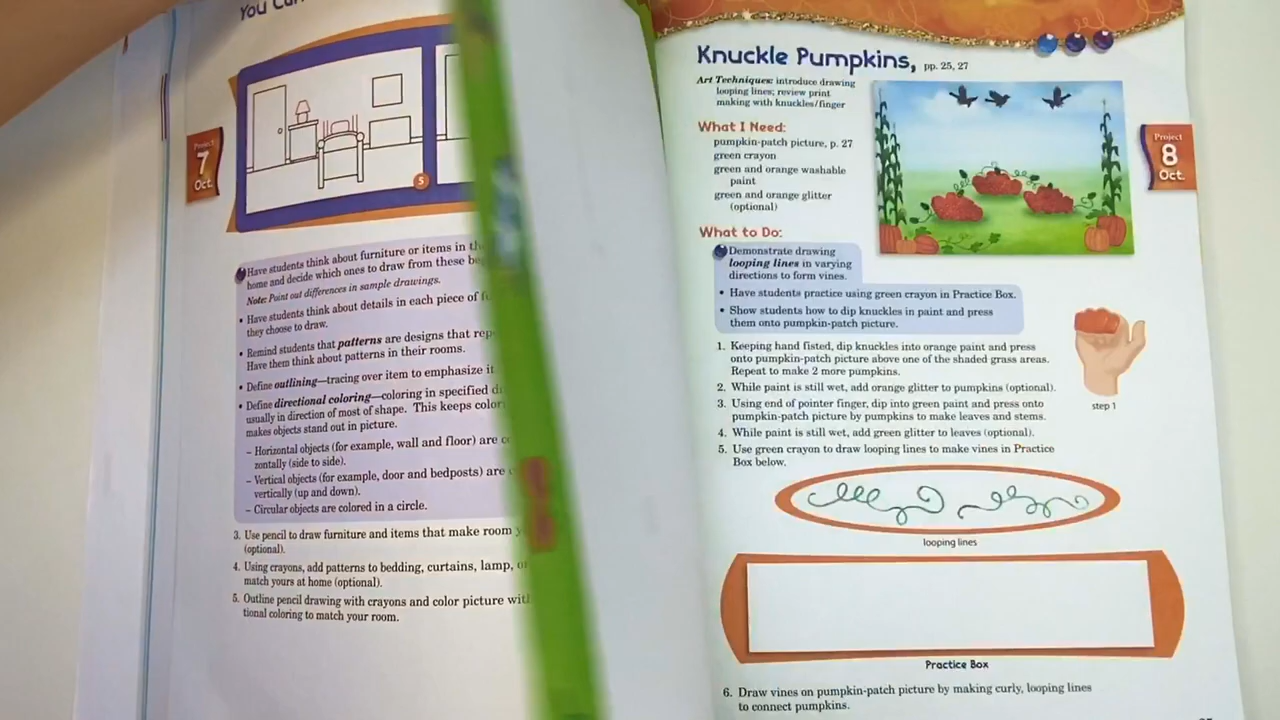 You Can
Project
7
Oct.
5
Have students think about furniture or items in
home and decide which ones to draw from these
Note: Point out differences in sample drawings.
• Have students think about details in each piece of
they choose to draw.
• Remind students that patterns are designs that
Have them think about patterns in their rooms.
• Define outlining—tracing over item to emphasize it
• Define directional coloring—coloring in specified
usually in direction of most of shape. This keeps
makes objects stand out in picture.
– Horizontal objects (for example, wall and floor) are
zontally (side to side).
– Vertical objects (for example, door and bedposts) are
vertically (up and down).
– Circular objects are colored in a circle.
3. Use pencil to draw furniture and items that make room
(optional).
4. Using crayons, add patterns to bedding, curtains, lamp,
match yours at home (optional).
5. Outline pencil drawing with crayons and color picture
tional coloring to match your room.
Knuckle Pumpkins, pp. 25, 27
Art Techniques: introduce drawing
looping lines; review print
making with knuckles/finger
What I Need:
pumpkin-patch picture, p. 27
green crayon
green and orange washable
paint
green and orange glitter
(optional)
Project
8
Oct.
What to Do:
Demonstrate drawing
looping lines in varying
directions to form vines.
• Have students practice using green crayon in Practice Box.
• Show students how to dip knuckles in paint and press
them onto pumpkin-patch picture.
1. Keeping hand fisted, dip knuckles into orange paint and press
onto pumpkin-patch picture above one of the shaded grass areas.
Repeat to make 2 more pumpkins.
2. While paint is still wet, add orange glitter to pumpkins (optional).
3. Using end of pointer finger, dip into green paint and press onto
pumpkin-patch picture by pumpkins to make leaves and stems.
step 1
4. While paint is still wet, add green glitter to leaves (optional).
5. Use green crayon to draw looping lines to make vines in Practice
Box below.
looping lines
Practice Box
6. Draw vines on pumpkin-patch picture by making curly, looping lines
to connect pumpkins.